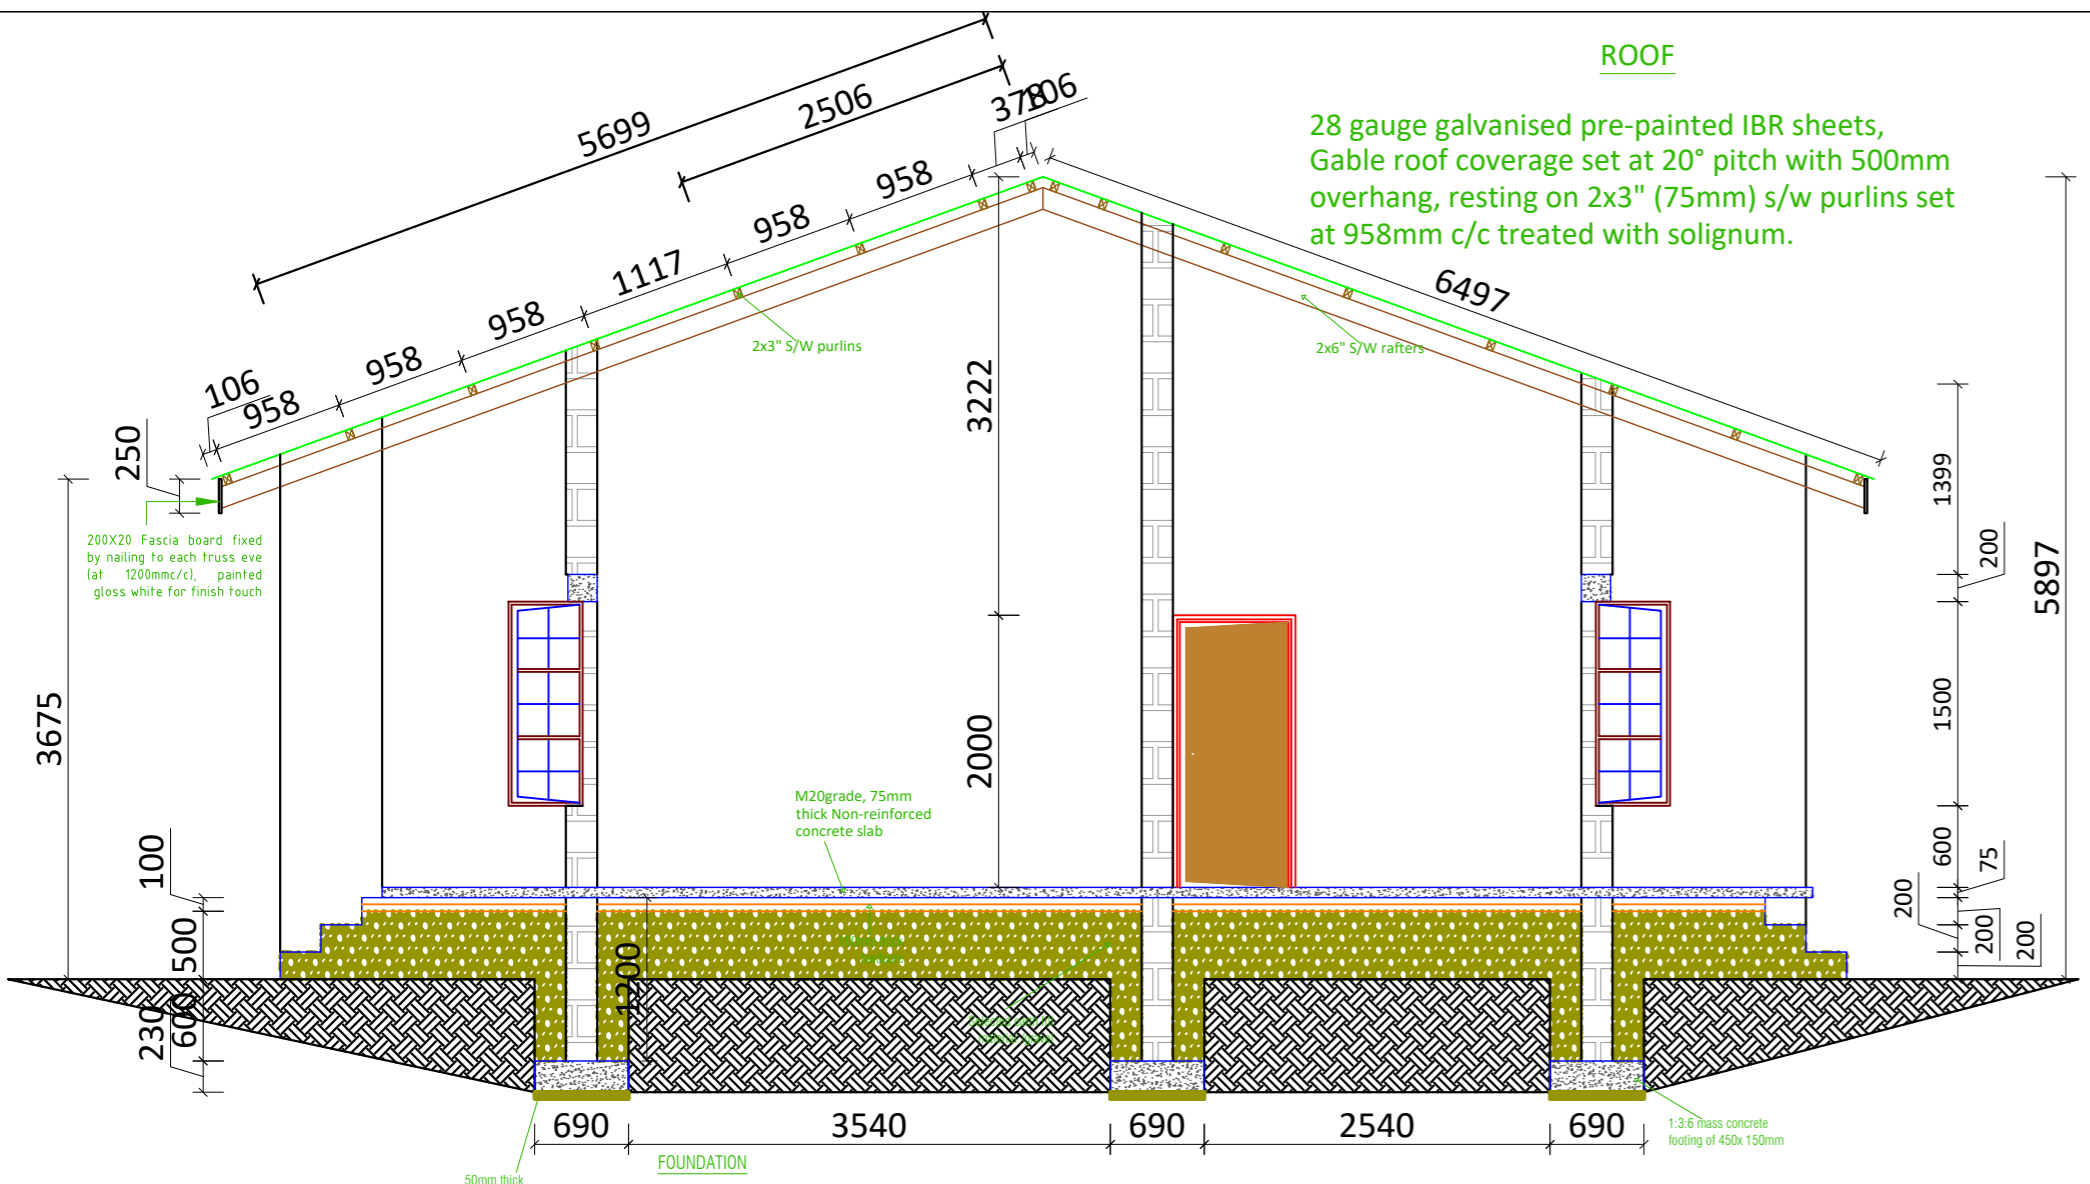 ROOF
28 gauge galvanised pre-painted IBR sheets,
Gable roof coverage set at 20° pitch with 500mm
overhang, resting on 2x3" (75mm) s/w purlins set
at 958mm c/c treated with solignum.
5699
2506
378
106
958
958
1117
958
958
958
106
6497
250
2x3" S/W purlins
2x6" S/W rafters
200X20 Fascia board fixed
by nailing to each truss eve
(at 1200mmc/c), painted
gloss white for finish touch
3222
2000
3675
1399
200
5897
1500
600
75
200
200
200
M20grade, 75mm
thick Non-reinforced
concrete slab
100
500
600
230
1200
690
3540
690
2540
690
1:3:6 mass concrete
footing of 450x 150mm
FOUNDATION
50mm thick